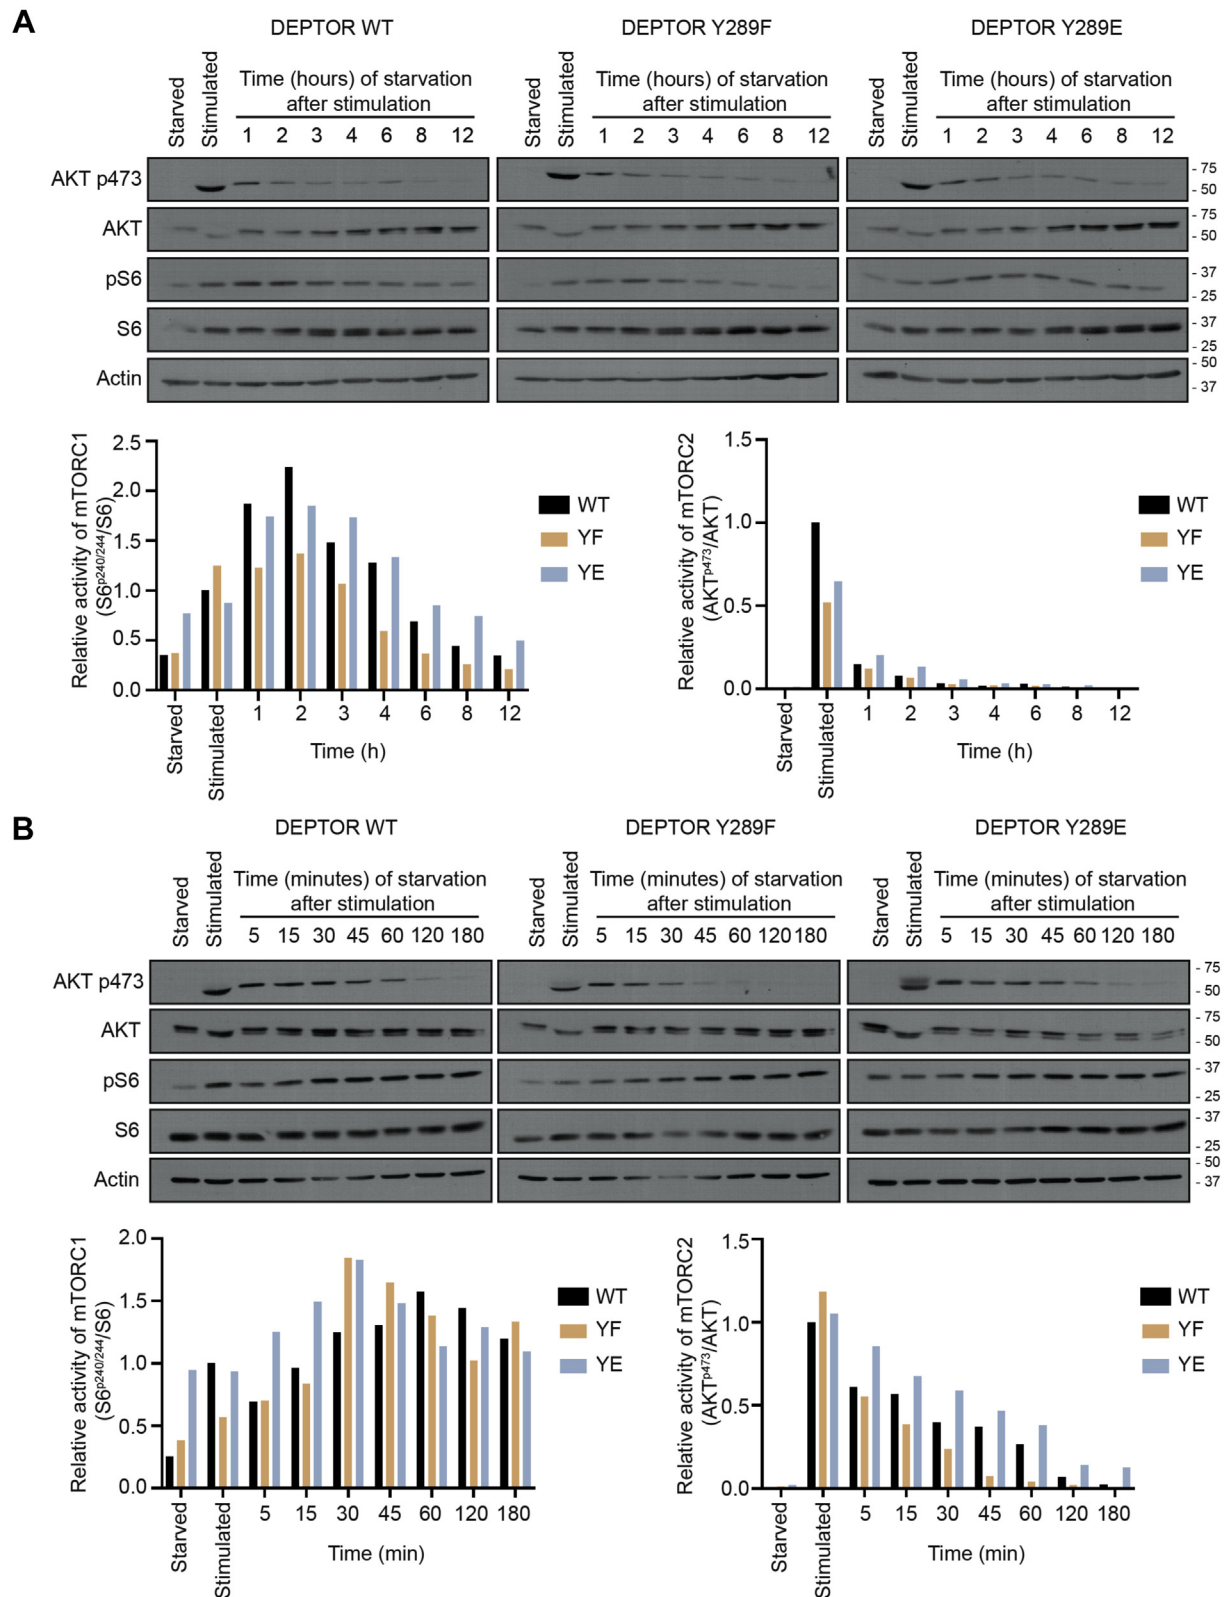 A
DEPTOR WT
DEPTOR Y289F
DEPTOR Y289E
Starved
Stimulated
Time (hours) of starvation
after stimulation
1 2 3 4 6 8 12
Starved
Stimulated
Time (hours) of starvation
after stimulation
1 2 3 4 6 8 12
Starved
Stimulated
Time (hours) of starvation
after stimulation
1 2 3 4 6 8 12
AKT p473
- 75
- 50
AKT
- 75
- 50
pS6
- 37
- 25
S6
- 37
- 25
Actin
- 50
- 37
Relative activity of mTORC1
(S6p240/244/S6)
2.5
2.0
1.5
1.0
0.5
0.0
Starved
Stimulated
1 2 3 4 6 8 12
Time (h)
WT
YF
YE
Relative activity of mTORC2
(AKTp473/AKT)
1.5
1.0
0.5
0.0
Starved
Stimulated
1 2 3 4 6 8 12
Time (h)
WT
YF
YE
B
DEPTOR WT
DEPTOR Y289F
DEPTOR Y289E
Starved
Stimulated
Time (minutes) of starvation
after stimulation
5 15 30 45 60 120 180
Starved
Stimulated
Time (minutes) of starvation
after stimulation
5 15 30 45 60 120 180
Starved
Stimulated
Time (minutes) of starvation
after stimulation
5 15 30 45 60 120 180
AKT p473
- 75
- 50
AKT
- 75
- 50
pS6
- 37
- 25
S6
- 37
- 25
Actin
- 50
- 37
Relative activity of mTORC1
(S6p240/244/S6)
2.0
1.5
1.0
0.5
0.0
Starved
Stimulated
5 15 30 45 60 120 180
Time (min)
WT
YF
YE
Relative activity of mTORC2
(AKTp473/AKT)
1.5
1.0
0.5
0.0
Starved
Stimulated
5 15 30 45 60 120 180
Time (min)
WT
YF
YE